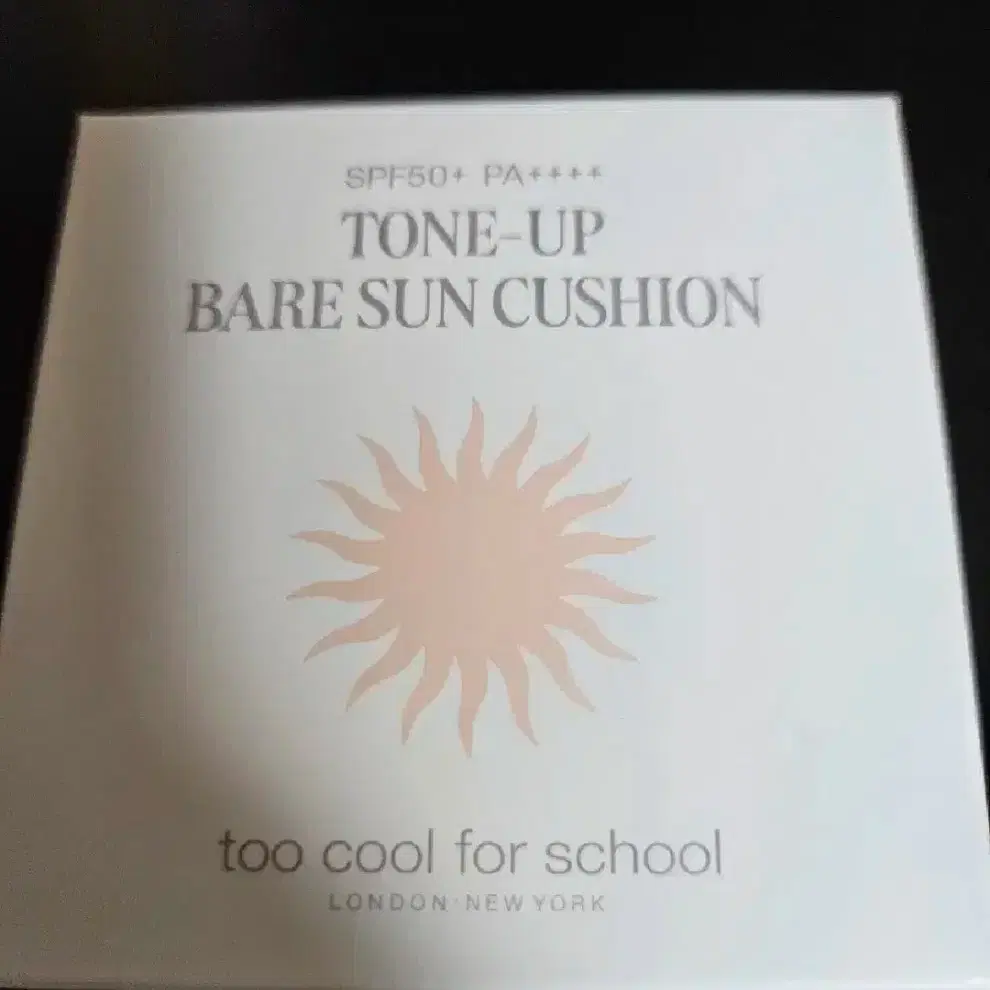 SPF50+ PA++++
TONE-UP
BARE SUN CUSHION
too cool for school
LONDON·NEW YORK